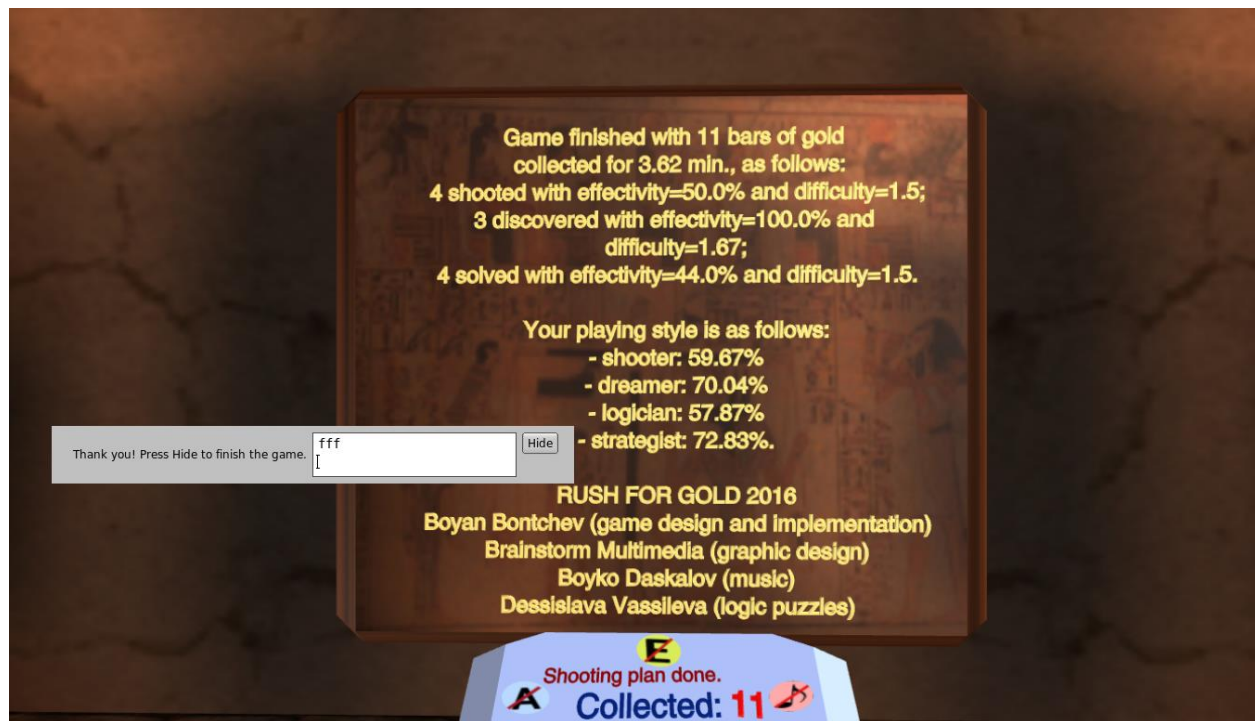 Game finished with 11 bars of gold
collected for 3.62 min., as follows:
4 shooted with effectivity=50.0% and difficulty=1.5;
3 discovered with effectivity=100.0% and
difficulty=1.67;
4 solved with effectivity=44.0% and difficulty=1.5.
Your playing style is as follows:
- shooter: 59.67%
- dreamer: 70.04%
- logician: 57.87%
- strategist: 72.83%.
Thank you! Press Hide to finish the game.
fff
Hide
RUSH FOR GOLD 2016
Boyan Bontchev (game design and implementation)
Brainstorm Multimedia (graphic design)
Boyko Daskalov (music)
Dessislava Vassileva (logic puzzles)
E
Shooting plan done.
A
Collected: 11